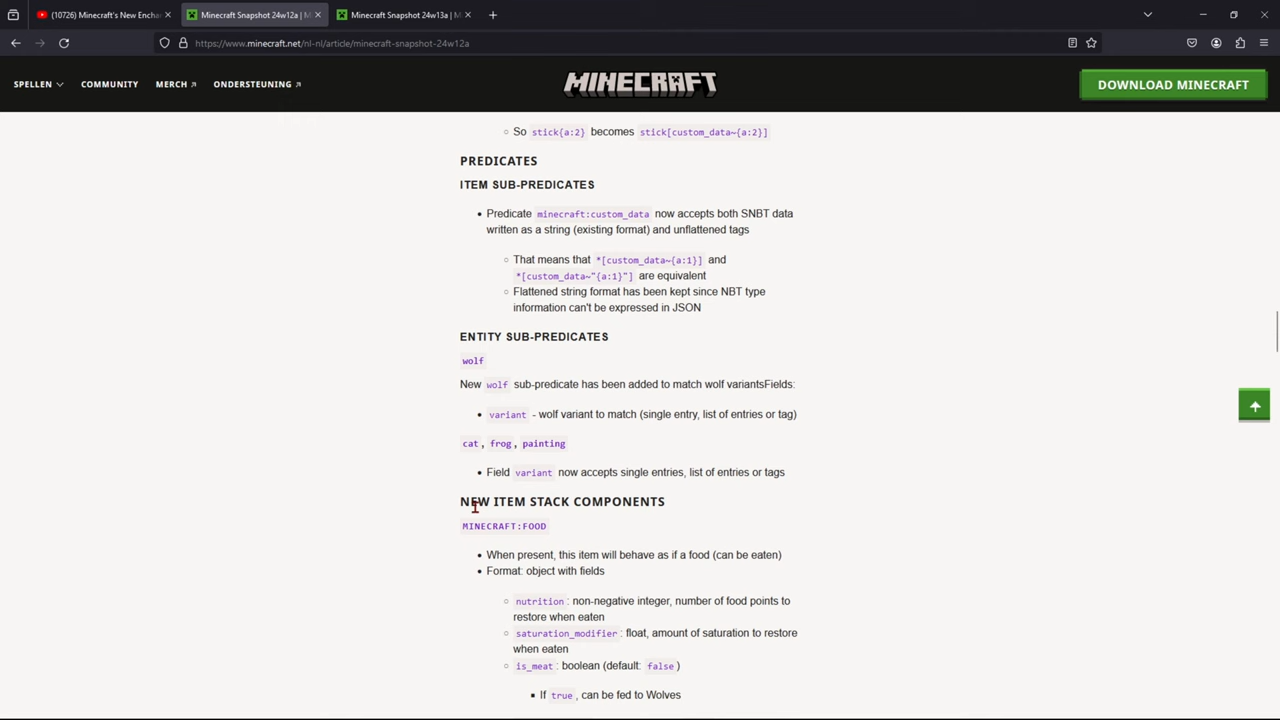 (10726) Minecraft's New Enchan
Minecraft Snapshot 24w12a | M
Minecraft Snapshot 24w13a | M
https://www.minecraft.net/nl-nl/article/minecraft-snapshot-24w12a
SPELLEN
COMMUNITY
MERCH
ONDERSTEUNING
MINECRAFT
DOWNLOAD MINECRAFT
So stick{a:2} becomes stick[custom_data~{a:2}]
PREDICATES
ITEM SUB-PREDICATES
Predicate minecraft:custom_data now accepts both SNBT data
written as a string (existing format) and unflattened tags
That means that *[custom_data~{a:1}] and
*[custom_data~"{a:1}"] are equivalent
Flattened string format has been kept since NBT type
information can't be expressed in JSON
ENTITY SUB-PREDICATES
wolf
New wolf sub-predicate has been added to match wolf variantsFields:
variant - wolf variant to match (single entry, list of entries or tag)
cat, frog, painting
Field variant now accepts single entries, list of entries or tags
NEW ITEM STACK COMPONENTS
MINECRAFT:FOOD
When present, this item will behave as if a food (can be eaten)
Format: object with fields
nutrition: non-negative integer, number of food points to
restore when eaten
saturation_modifier: float, amount of saturation to restore
when eaten
is_meat: boolean (default: false)
If true, can be fed to Wolves